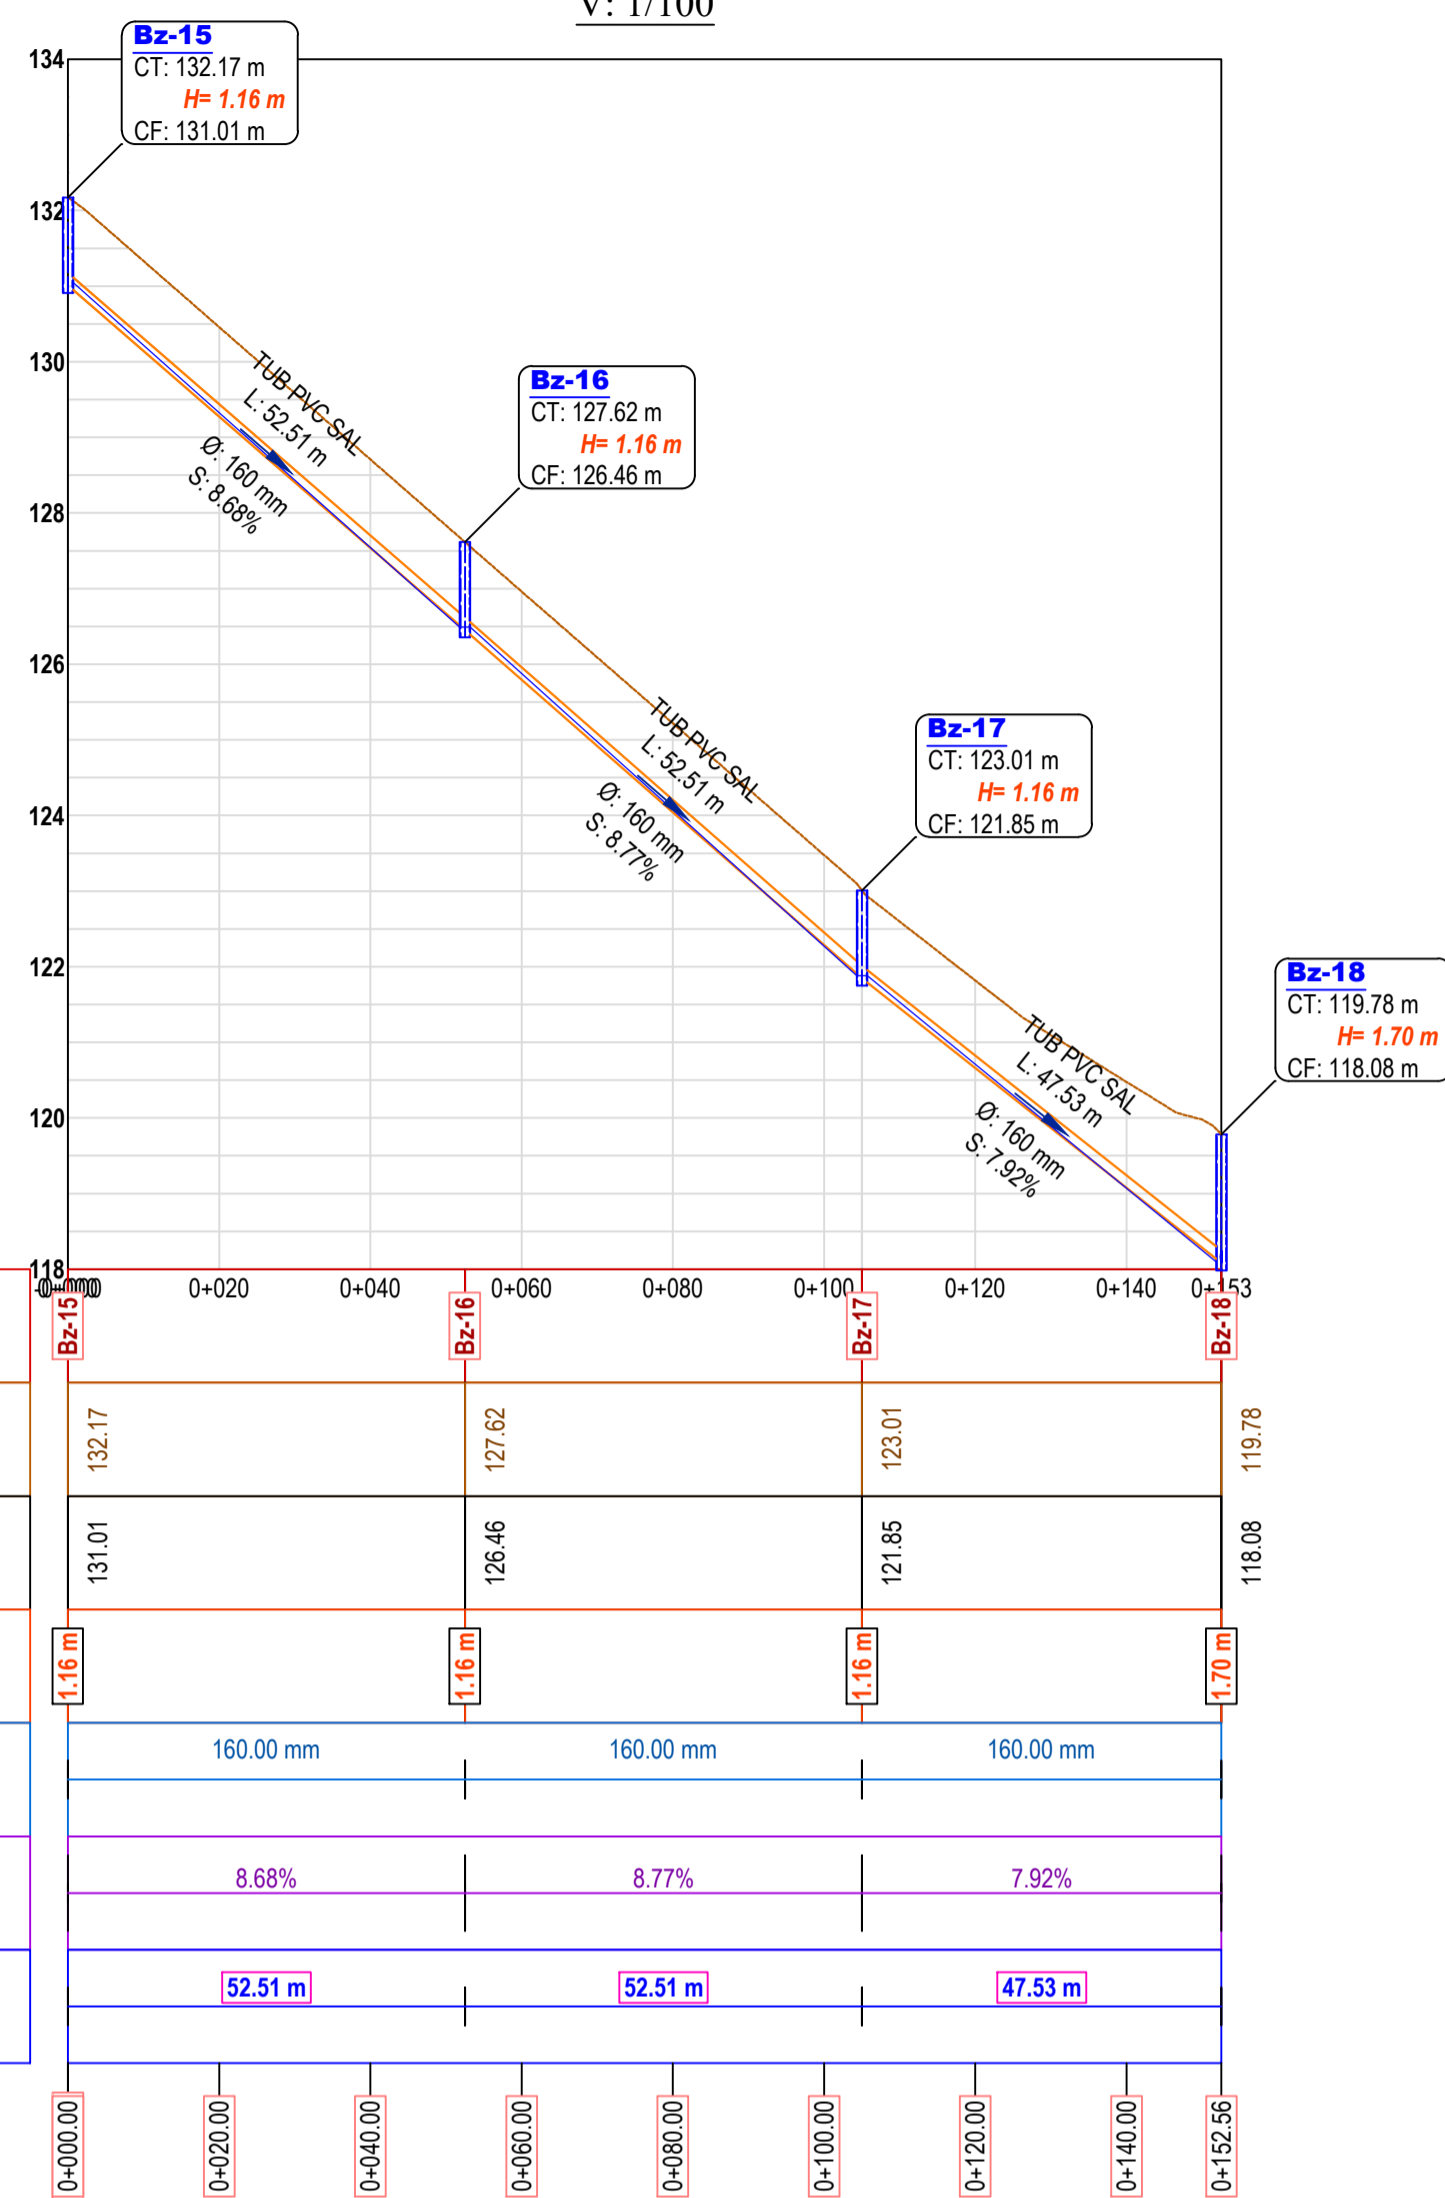 V: 1/100
Bz-15
CT: 132.17 m
H= 1.16 m
CF: 131.01 m
Bz-16
CT: 127.62 m
H= 1.16 m
CF: 126.46 m
Bz-17
CT: 123.01 m
H= 1.16 m
CF: 121.85 m
Bz-18
CT: 119.78 m
H= 1.70 m
CF: 118.08 m
134
132
130
128
126
124
122
120
118
TUB PVC SAL
L: 52.51 m
Ø: 160 mm
S: 8.68%
TUB PVC SAL
L: 52.51 m
Ø: 160 mm
S: 8.77%
TUB PVC SAL
L: 47.53 m
Ø: 160 mm
S: 7.92%
0+020 0+040 0+060 0+080 0+100 0+120 0+140 0+153
Bz-15 Bz-16 Bz-17 Bz-18
132.17 127.62 123.01 119.78
131.01 126.46 121.85 118.08
1.16 m 1.16 m 1.16 m 1.70 m
160.00 mm 160.00 mm 160.00 mm
8.68% 8.77% 7.92%
52.51 m 52.51 m 47.53 m
0+000.00 0+020.00 0+040.00 0+060.00 0+080.00 0+100.00 0+120.00 0+140.00 0+152.56